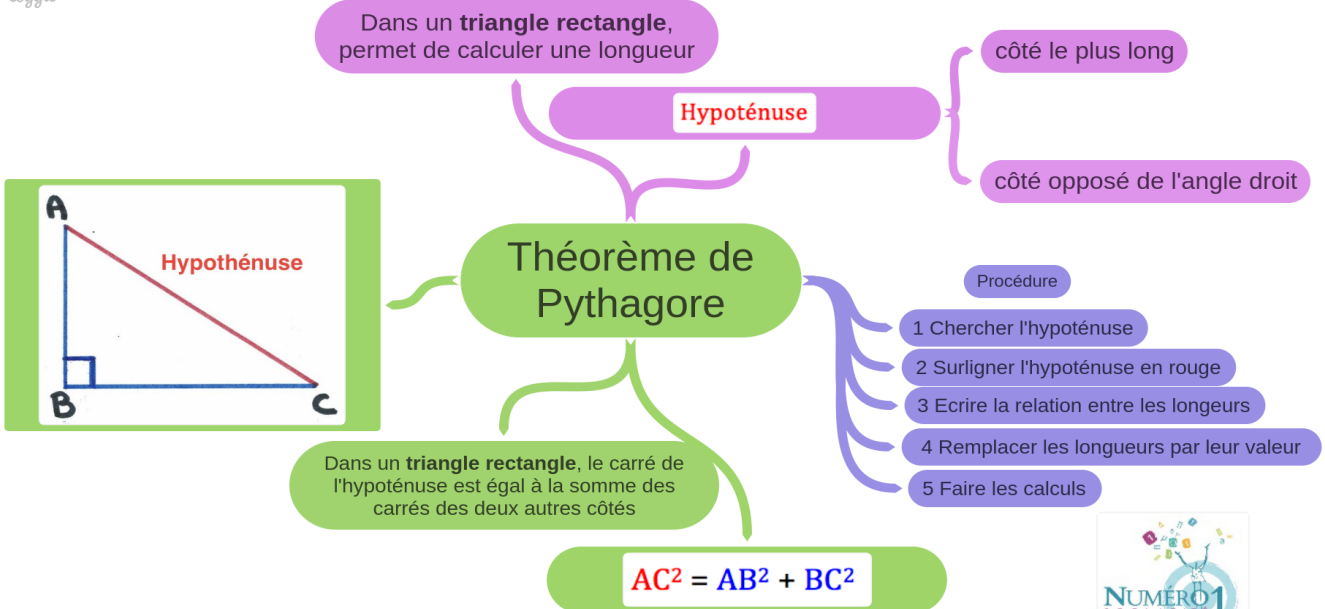 Dans un triangle rectangle,
permet de calculer une longueur
Hypoténuse
côté le plus long
côté opposé de l'angle droit
A
Hypothénuse
B
C
Théorème de
Pythagore
Procédure
1 Chercher l'hypoténuse
2 Surligner l'hypoténuse en rouge
3 Ecrire la relation entre les longeurs
4 Remplacer les longueurs par leur valeur
5 Faire les calculs
Dans un triangle rectangle, le carré de
l'hypoténuse est égal à la somme des
carrés des deux autres côtés
AC² = AB² + BC²
NUMÉRO1